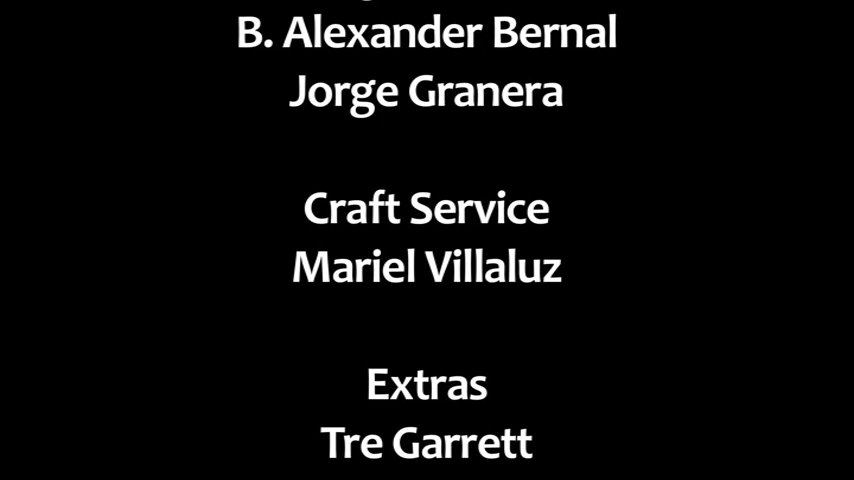 B. Alexander Bernal
Jorge Granera
Craft Service
Mariel Villaluz
Extras
Tre Garrett